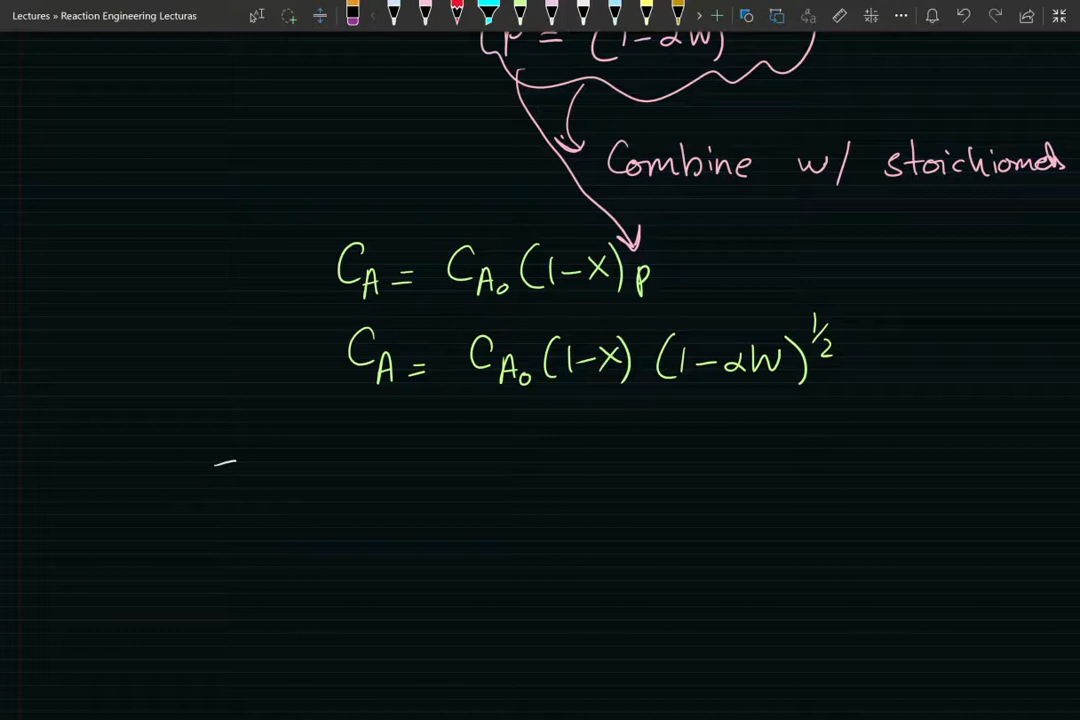 Lectures » Reaction Engineering Lecturas
p = (1-αW)
Combine w/ stoichiomet
C_A = C_A₀ (1-X) p
C_A = C_A₀ (1-X) (1-αW)^1/2